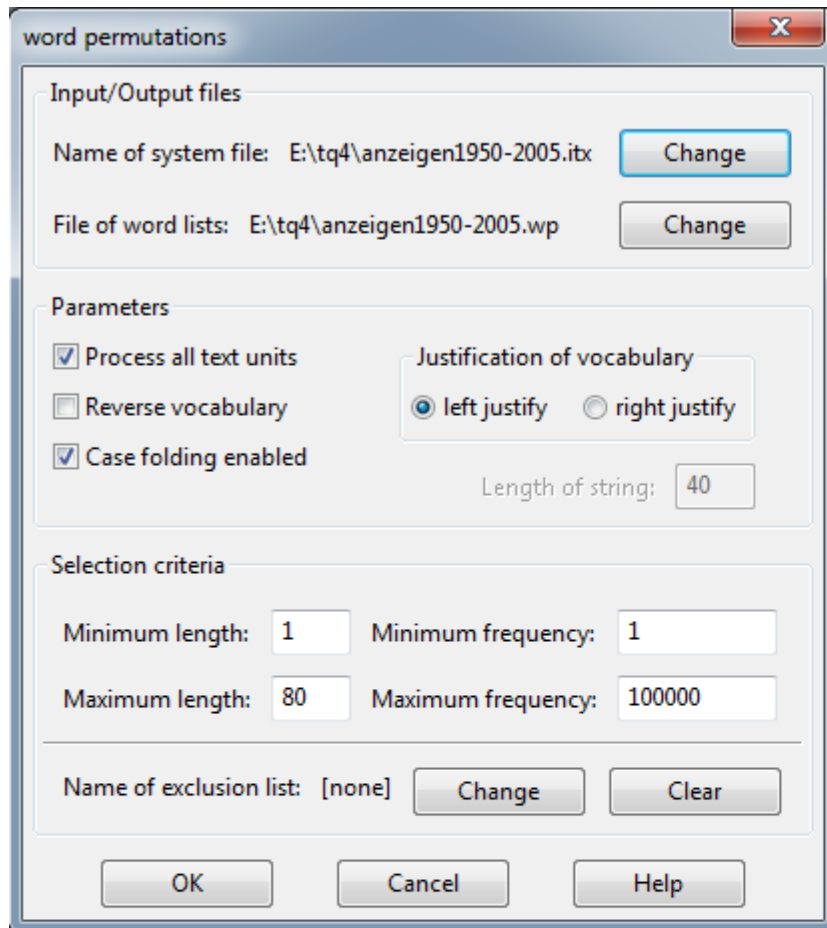 word permutations
Input/Output files
Name of system file: E:\tq4\anzeigen1950-2005.itx Change
File of word lists: E:\tq4\anzeigen1950-2005.wp Change
Parameters
Process all text units Justification of vocabulary
Reverse vocabulary left justify right justify
Case folding enabled
Length of string: 40
Selection criteria
Minimum length: 1 Minimum frequency: 1
Maximum length: 80 Maximum frequency: 100000
Name of exclusion list: [none] Change Clear
OK Cancel Help